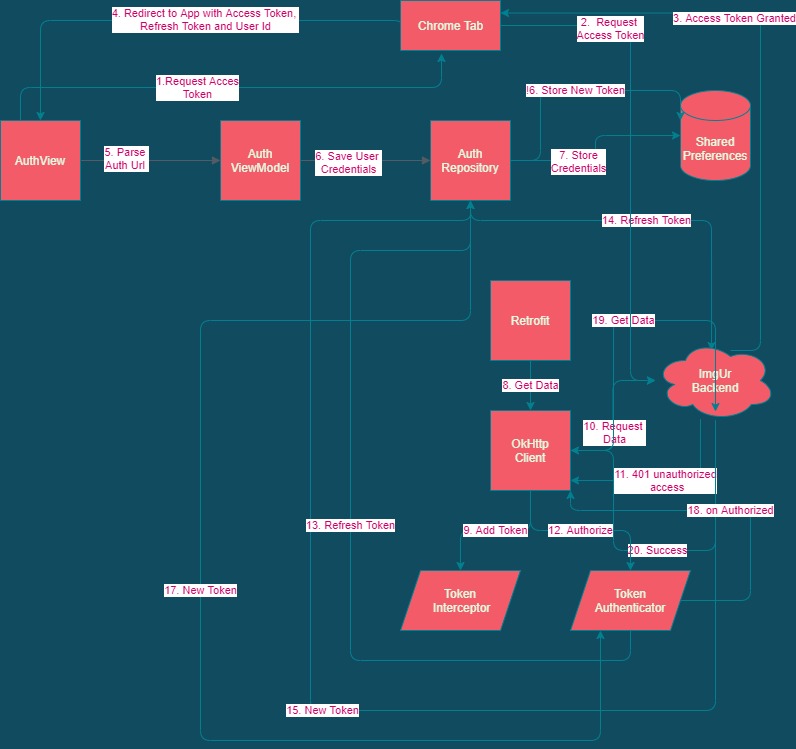 4. Redirect to App with Access Token,
Refresh Token and User Id
Chrome Tab
2. Request
Access Token
3. Access Token Granted
1.Request Acces
Token
!6. Store New Token
AuthView
5. Parse
Auth Url
Auth
ViewModel
6. Save User
Credentials
Auth
Repository
7. Store
Credentials
Shared
Preferences
14. Refresh Token
Retrofit
19. Get Data
8. Get Data
ImgUr
Backend
OkHttp
Client
10. Request
Data
11. 401 unauthorized
access
18. on Authorized
13. Refresh Token
9. Add Token
12. Authorize
20. Success
17. New Token
Token
Interceptor
Token
Authenticator
15. New Token